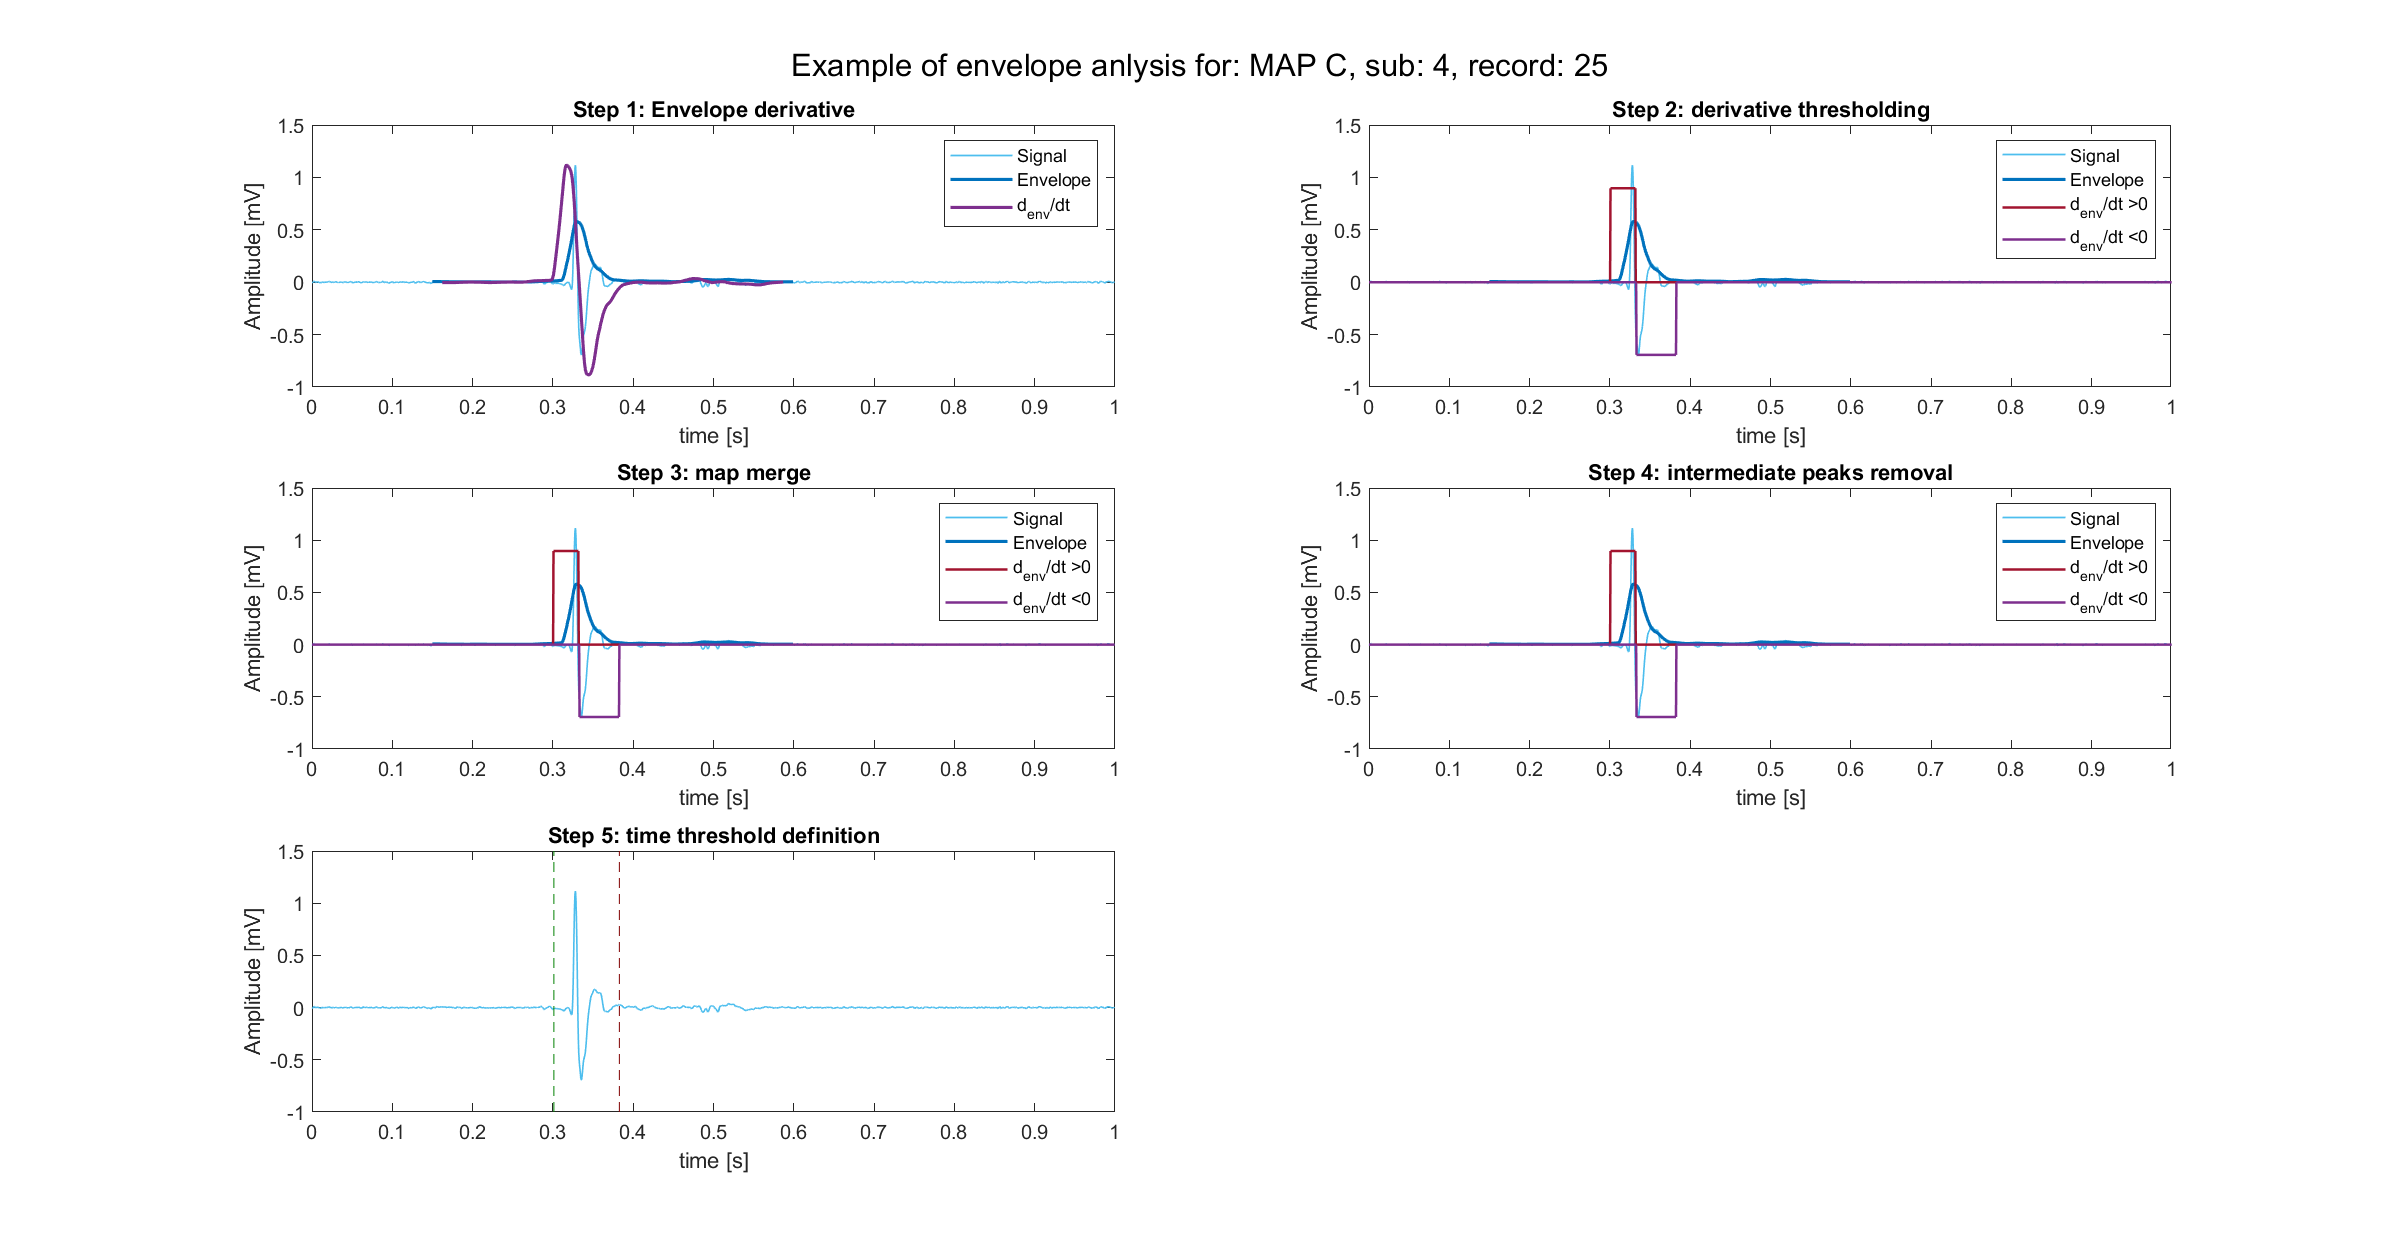 Example of envelope anlysis for: MAP C, sub: 4, record: 25
Step 1: Envelope derivative
1.5
1
0.5
0
-0.5
-1
Amplitude [mV]
0 0.1 0.2 0.3 0.4 0.5 0.6 0.7 0.8 0.9 1
time [s]
Signal
Envelope
d_env/dt
Step 2: derivative thresholding
1.5
1
0.5
0
-0.5
-1
Amplitude [mV]
0 0.1 0.2 0.3 0.4 0.5 0.6 0.7 0.8 0.9 1
time [s]
Signal
Envelope
d_env/dt >0
d_env/dt <0
Step 3: map merge
1.5
1
0.5
0
-0.5
-1
Amplitude [mV]
0 0.1 0.2 0.3 0.4 0.5 0.6 0.7 0.8 0.9 1
time [s]
Signal
Envelope
d_env/dt >0
d_env/dt <0
Step 4: intermediate peaks removal
1.5
1
0.5
0
-0.5
-1
Amplitude [mV]
0 0.1 0.2 0.3 0.4 0.5 0.6 0.7 0.8 0.9 1
time [s]
Signal
Envelope
d_env/dt >0
d_env/dt <0
Step 5: time threshold definition
1.5
1
0.5
0
-0.5
-1
Amplitude [mV]
0 0.1 0.2 0.3 0.4 0.5 0.6 0.7 0.8 0.9 1
time [s]